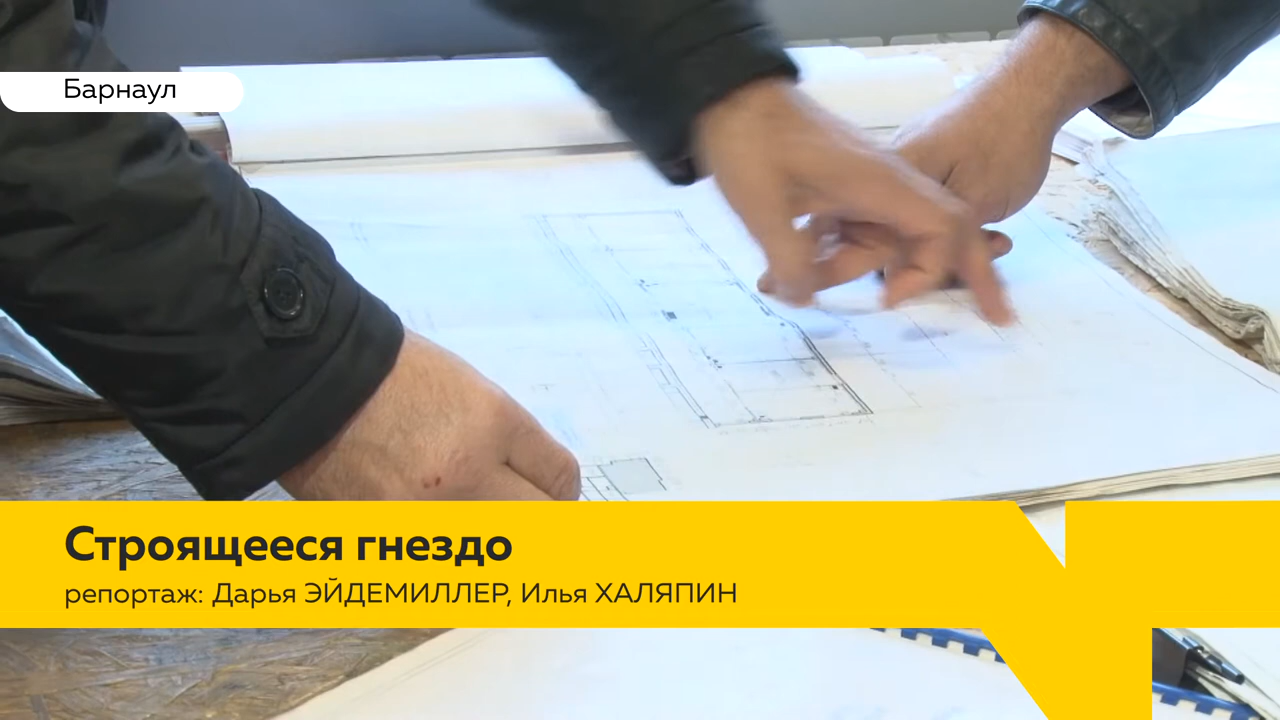 Барнаул
Строящееся гнездо
репортаж: Дарья ЭЙДЕМИЛЛЕР, Илья ХАЛЯПИН